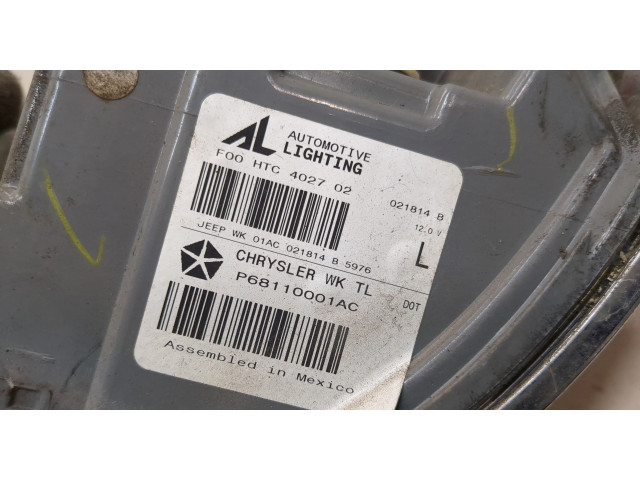 AL AUTOMOTIVE
LIGHTING
F00 HTC 4027 02
021814 B
12.0 V
JEEP WK 01AC 021814 B 5976
L
CHRYSLER WK TL
DOT
P68110001AC
Assembled in Mexico